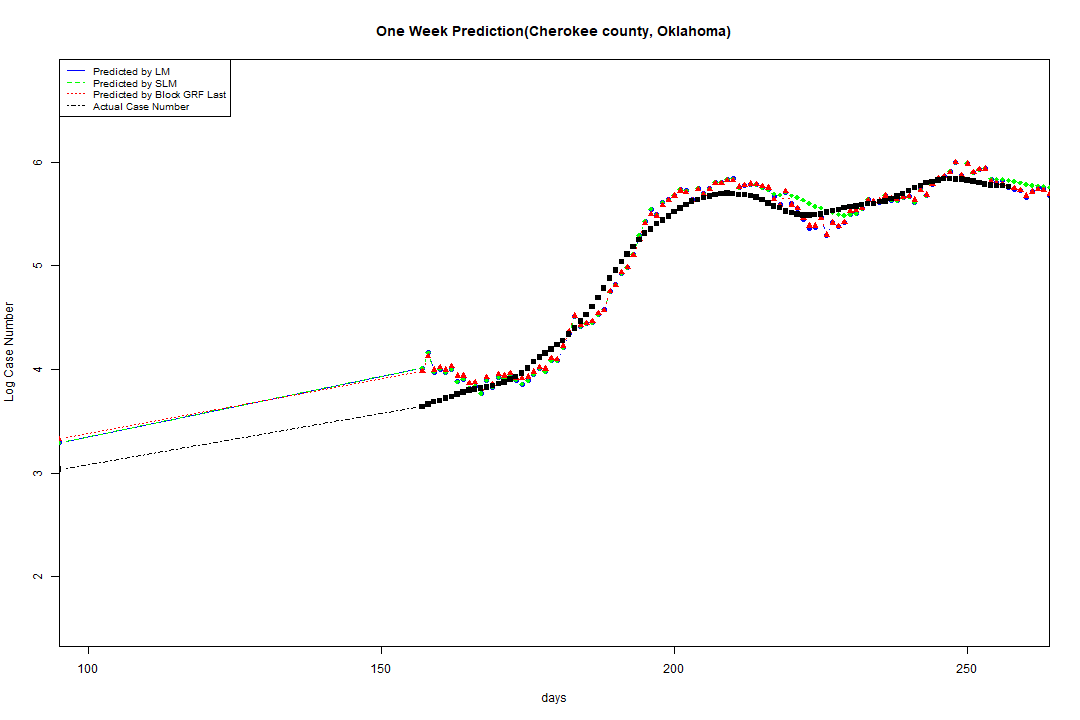 One Week Prediction(Cherokee county, Oklahoma)
Predicted by LM
Predicted by SLM
Predicted by Block GRF Last
Actual Case Number
6
5
4
3
2
Log Case Number
100 150 200 250
days